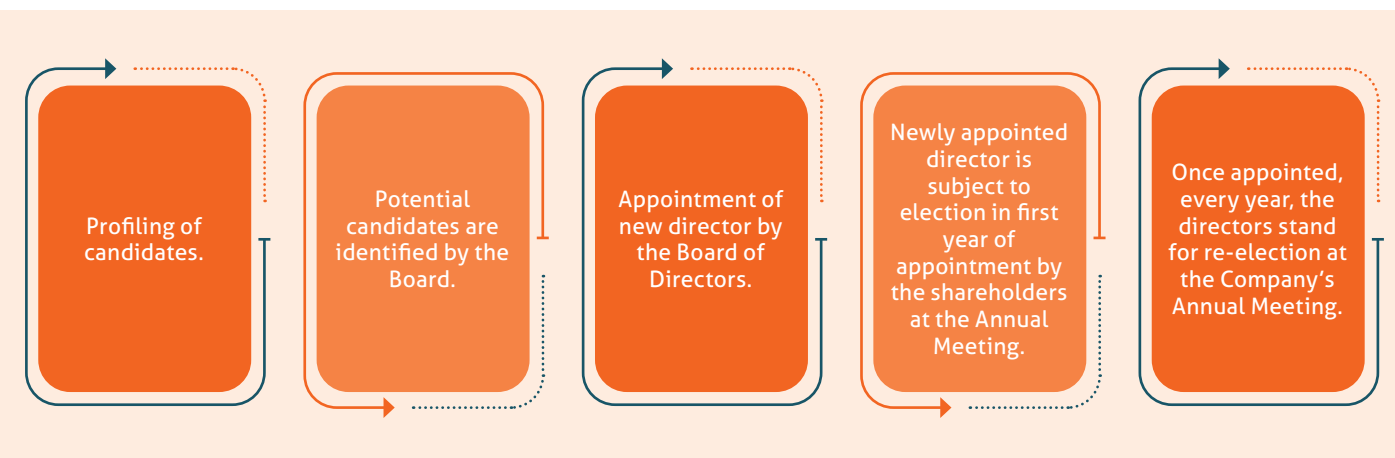 Profiling of
candidates.
Potential
candidates are
identified by the
Board.
Appointment of
new director by
the Board of
Directors.
Newly appointed
director is
subject to
election in first
year of
appointment by
the shareholders
at the Annual
Meeting.
Once appointed,
every year, the
directors stand
for re-election at
the Company’s
Annual Meeting.